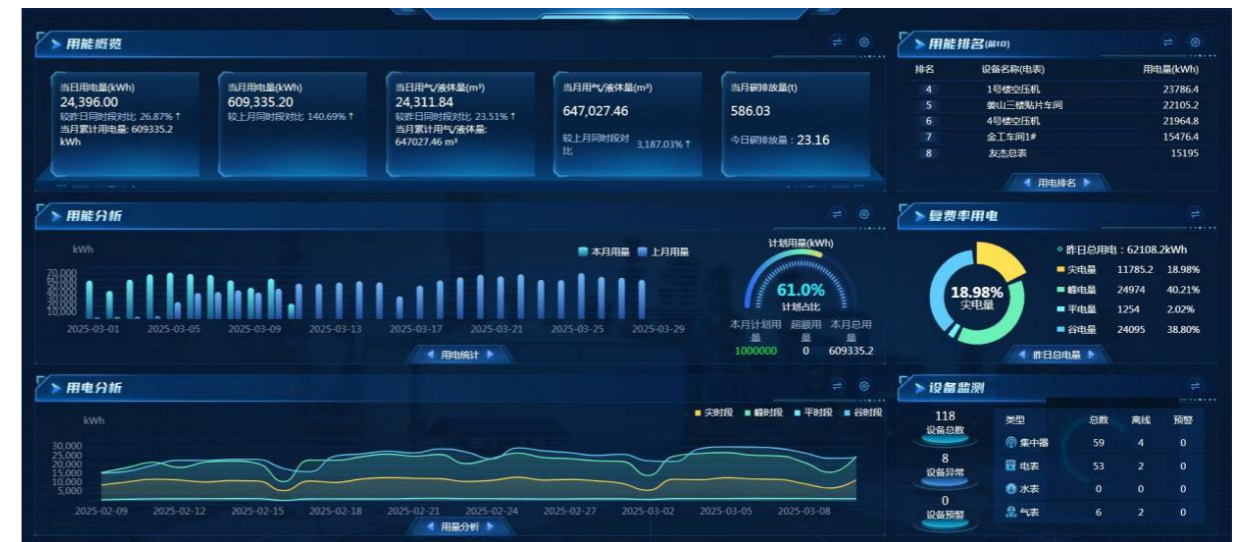 用能概览
当日用电量(kWh)
24,396.00
较昨日同时段对比 26.87% ↑
当月累计用电量: 609335.2
kWh
当月用电量(kWh)
609,335.20
较上月同时段对比 140.69% ↑
当日用气/液体量(m³)
24,311.84
较昨日同时段对比 23.51% ↑
当月累计用气/液体量:
647027.46 m³
当月用气/液体量(m³)
647,027.46
较上月同时段对
比
3,187.03% ↑
当月碳排放量(t)
586.03
今日碳排放量：23.16
用能排名(前10)
排名 设备名称(电表) 用电量(kWh)
4 1号楼空压机 23786.4
5 姜山三楼贴片车间 22105.2
6 4号楼空压机 21964.8
7 金工车间1# 15476.4
8 友杰总表 15195
用电排名
用能分析
kWh
本月用量 上月用量
70,000
60,000
50,000
40,000
30,000
20,000
10,000
2025-03-01 2025-03-05 2025-03-09 2025-03-13 2025-03-17 2025-03-21 2025-03-25 2025-03-29
用电统计
计划用量(kWh)
61.0%
计划占比
本月计划用
量
1000000
超额用
量
0
本月总用
量
609335.2
复费率用电
18.98%
尖电量
昨日总用电：62108.2kWh
尖电量 11785.2 18.98%
峰电量 24974 40.21%
平电量 1254 2.02%
谷电量 24095 38.80%
昨日总电量
用电分析
kWh
尖时段 峰时段 平时段 谷时段
30,000
25,000
20,000
15,000
10,000
5,000
2025-02-09 2025-02-12 2025-02-15 2025-02-18 2025-02-21 2025-02-24 2025-02-27 2025-03-02 2025-03-05 2025-03-08
用量分析
设备监测
118
设备总数
8
设备异常
0
设备预警
类型 总数 离线 预警
集中器 59 4 0
电表 53 2 0
水表 0 0 0
气表 6 2 0